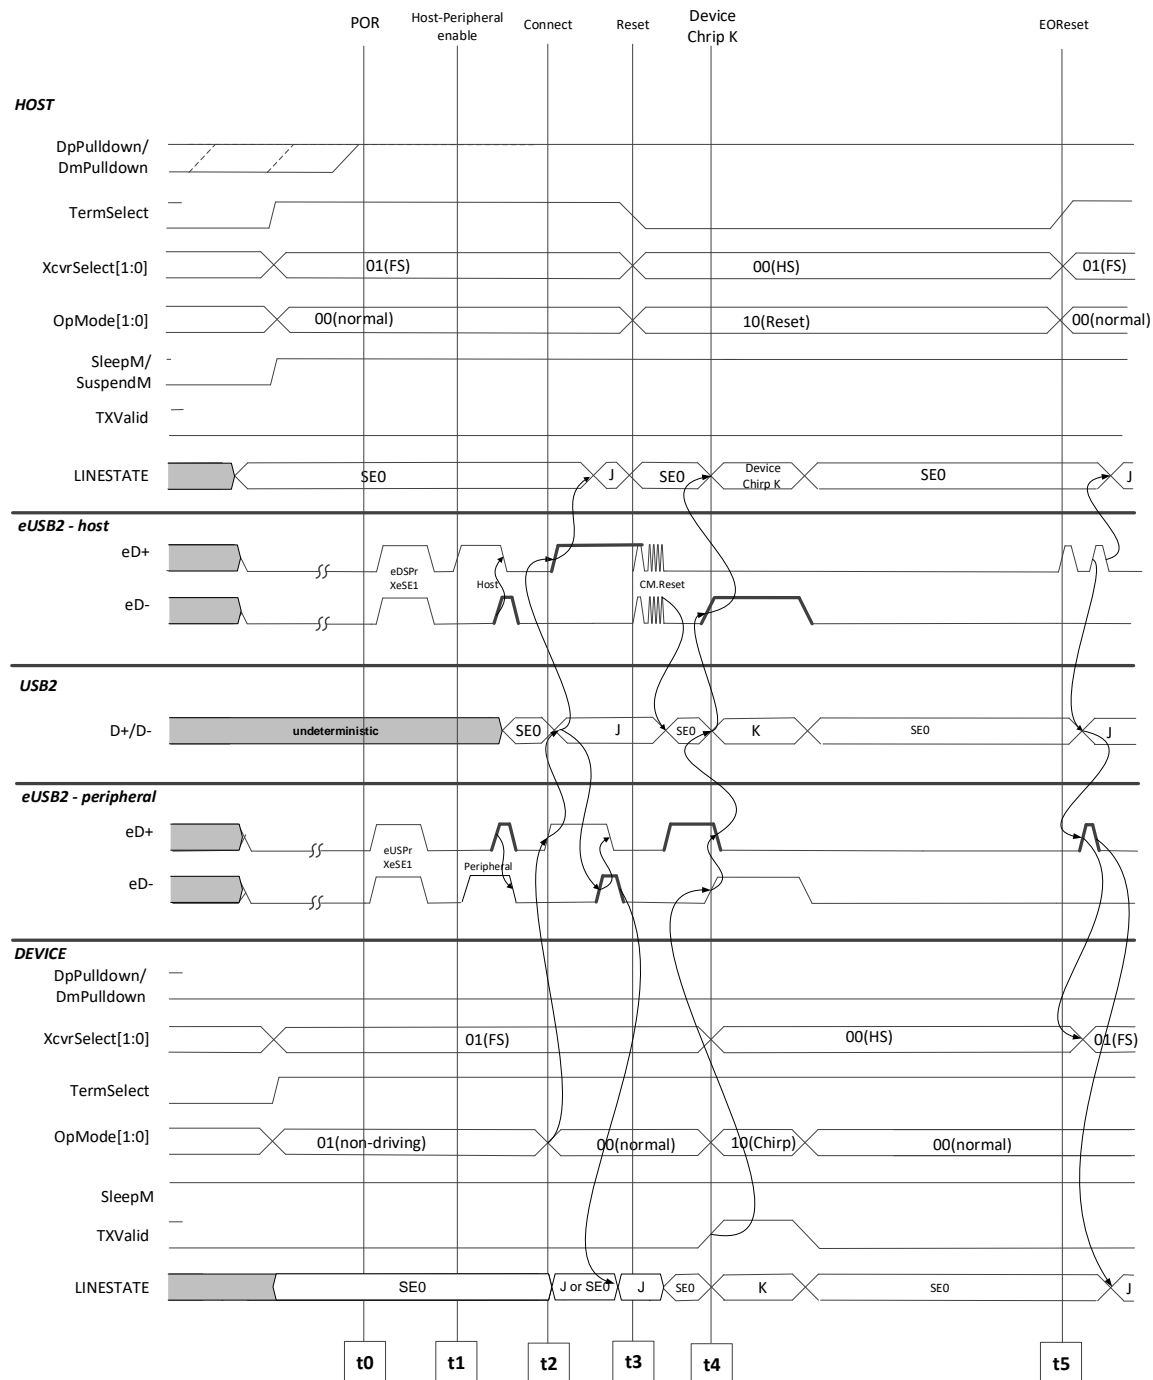 POR
Host-Peripheral
enable
Connect
Reset
Device
Chrip K
EOReset
HOST
DpPulldown/
DmPulldown
TermSelect
XcvrSelect[1:0]
01(FS)
00(HS)
01(FS)
OpMode[1:0]
00(normal)
10(Reset)
00(normal)
SleepM/
SuspendM
TXValid
LINESTATE
SE0
J
SE0
Device
Chirp K
SE0
J
eUSB2 - host
eD+
eDSPr
XeSE1
Host
CM.Reset
eD-
USB2
D+/D-
undeterministic
SE0
J
SE0
K
SE0
J
eUSB2 - peripheral
eD+
eUSPr
XeSE1
Peripheral
eD-
DEVICE
DpPulldown/
DmPulldown
XcvrSelect[1:0]
01(FS)
00(HS)
01(FS)
TermSelect
OpMode[1:0]
01(non-driving)
00(normal)
10(Chirp)
00(normal)
SleepM
TXValid
LINESTATE
SE0
J or SE0
J
SE0
K
SE0
J
t0
t1
t2
t3
t4
t5